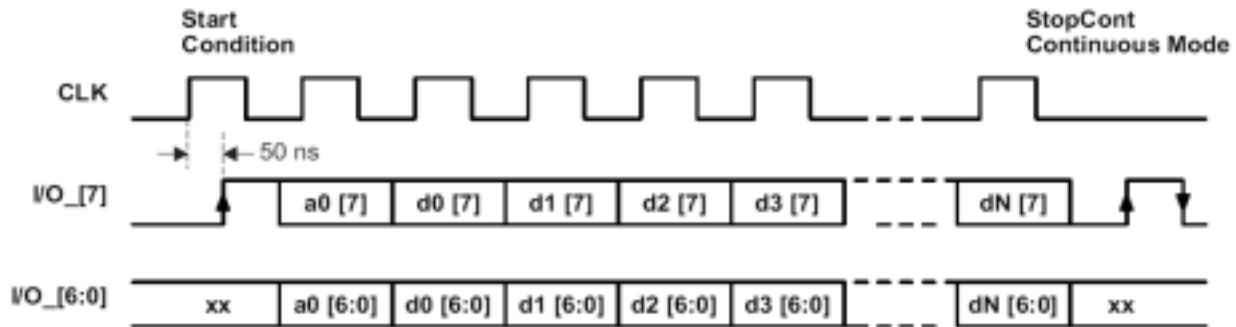 Start
Condition
StopCont
Continuous Mode
CLK
50 ns
I/O_[7]
a0 [7] d0 [7] d1 [7] d2 [7] d3 [7] dN [7]
I/O_[6:0]
xx a0 [6:0] d0 [6:0] d1 [6:0] d2 [6:0] d3 [6:0] dN [6:0] xx